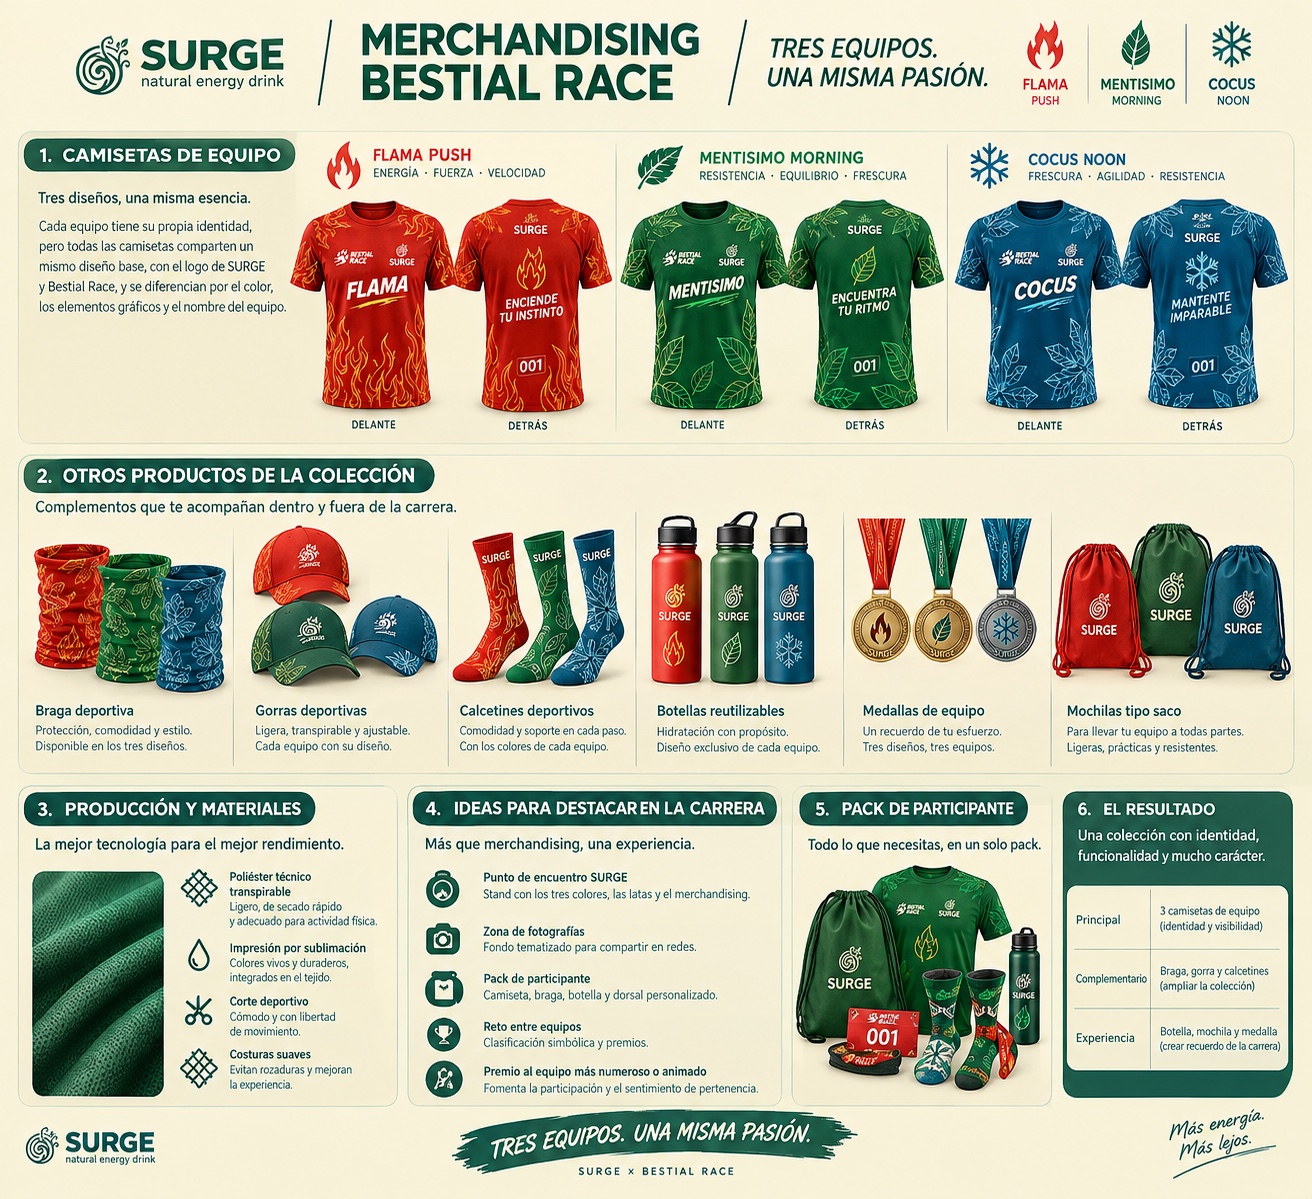 SURGE
natural energy drink
MERCHANDISING
BESTIAL RACE
TRES EQUIPOS.
UNA MISMA PASIÓN.
FLAMA
PUSH
MENTISIMO
MORNING
COCUS
NOON
1. CAMISETAS DE EQUIPO
Tres diseños, una misma esencia.
Cada equipo tiene su propia identidad,
pero todas las camisetas comparten un
mismo diseño base, con el logo de SURGE
y Bestial Race, y se diferencian por el color,
los elementos gráficos y el nombre del equipo.
FLAMA PUSH
ENERGÍA · FUERZA · VELOCIDAD
BESTIAL
RACE
SURGE
FLAMA
SURGE
ENCIENDE
TU INSTINTO
001
DELANTE
DETRÁS
MENTISIMO MORNING
RESISTENCIA · EQUILIBRIO · FRESCURA
BESTIAL
RACE
SURGE
MENTISIMO
SURGE
ENCUENTRA
TU RITMO
001
DELANTE
DETRÁS
COCUS NOON
FRESCURA · AGILIDAD · RESISTENCIA
BESTIAL
RACE
SURGE
COCUS
SURGE
MANTENTE
IMPARABLE
001
DELANTE
DETRÁS
2. OTROS PRODUCTOS DE LA COLECCIÓN
Complementos que te acompañan dentro y fuera de la carrera.
SURGE
SURGE
SURGE
SURGE
SURGE
SURGE
SURGE
SURGE
SURGE
SURGE
SURGE
SURGE
Braga deportiva
Protección, comodidad y estilo.
Disponible en los tres diseños.
Gorras deportivas
Ligera, transpirable y ajustable.
Cada equipo con su diseño.
Calcetines deportivos
Comodidad y soporte en cada paso.
Con los colores de cada equipo.
Botellas reutilizables
Hidratación con propósito.
Diseño exclusivo de cada equipo.
Medallas de equipo
Un recuerdo de tu esfuerzo.
Tres diseños, tres equipos.
Mochilas tipo saco
Para llevar tu equipo a todas partes.
Ligeras, prácticas y resistentes.
3. PRODUCCIÓN Y MATERIALES
La mejor tecnología para el mejor rendimiento.
Poliéster técnico
transpirable
Ligero, de secado rápido
y adecuado para actividad física.
Impresión por sublimación
Colores vivos y duraderos,
integrados en el tejido.
Corte deportivo
Cómodo y con libertad
de movimiento.
Costuras suaves
Evitan rozaduras y mejoran
la experiencia.
4. IDEAS PARA DESTACAR EN LA CARRERA
Más que merchandising, una experiencia.
Punto de encuentro SURGE
Stand con los tres colores, las latas y el merchandising.
Zona de fotografías
Fondo tematizado para compartir en redes.
Pack de participante
Camiseta, braga, botella y dorsal personalizado.
Reto entre equipos
Clasificación simbólica y premios.
Premio al equipo más numeroso o animado
Fomenta la participación y el sentimiento de pertenencia.
5. PACK DE PARTICIPANTE
Todo lo que necesitas, en un solo pack.
BESTIAL
RACE
SURGE
SURGE
SURGE
001
6. EL RESULTADO
Una colección con identidad,
funcionalidad y mucho carácter.
Principal
3 camisetas de equipo
(identidad y visibilidad)
Complementario
Braga, gorra y calcetines
(ampliar la colección)
Experiencia
Botella, mochila y medalla
(crear recuerdo de la carrera)
SURGE
natural energy drink
TRES EQUIPOS. UNA MISMA PASIÓN.
SURGE × BESTIAL RACE
Más energía.
Más lejos.